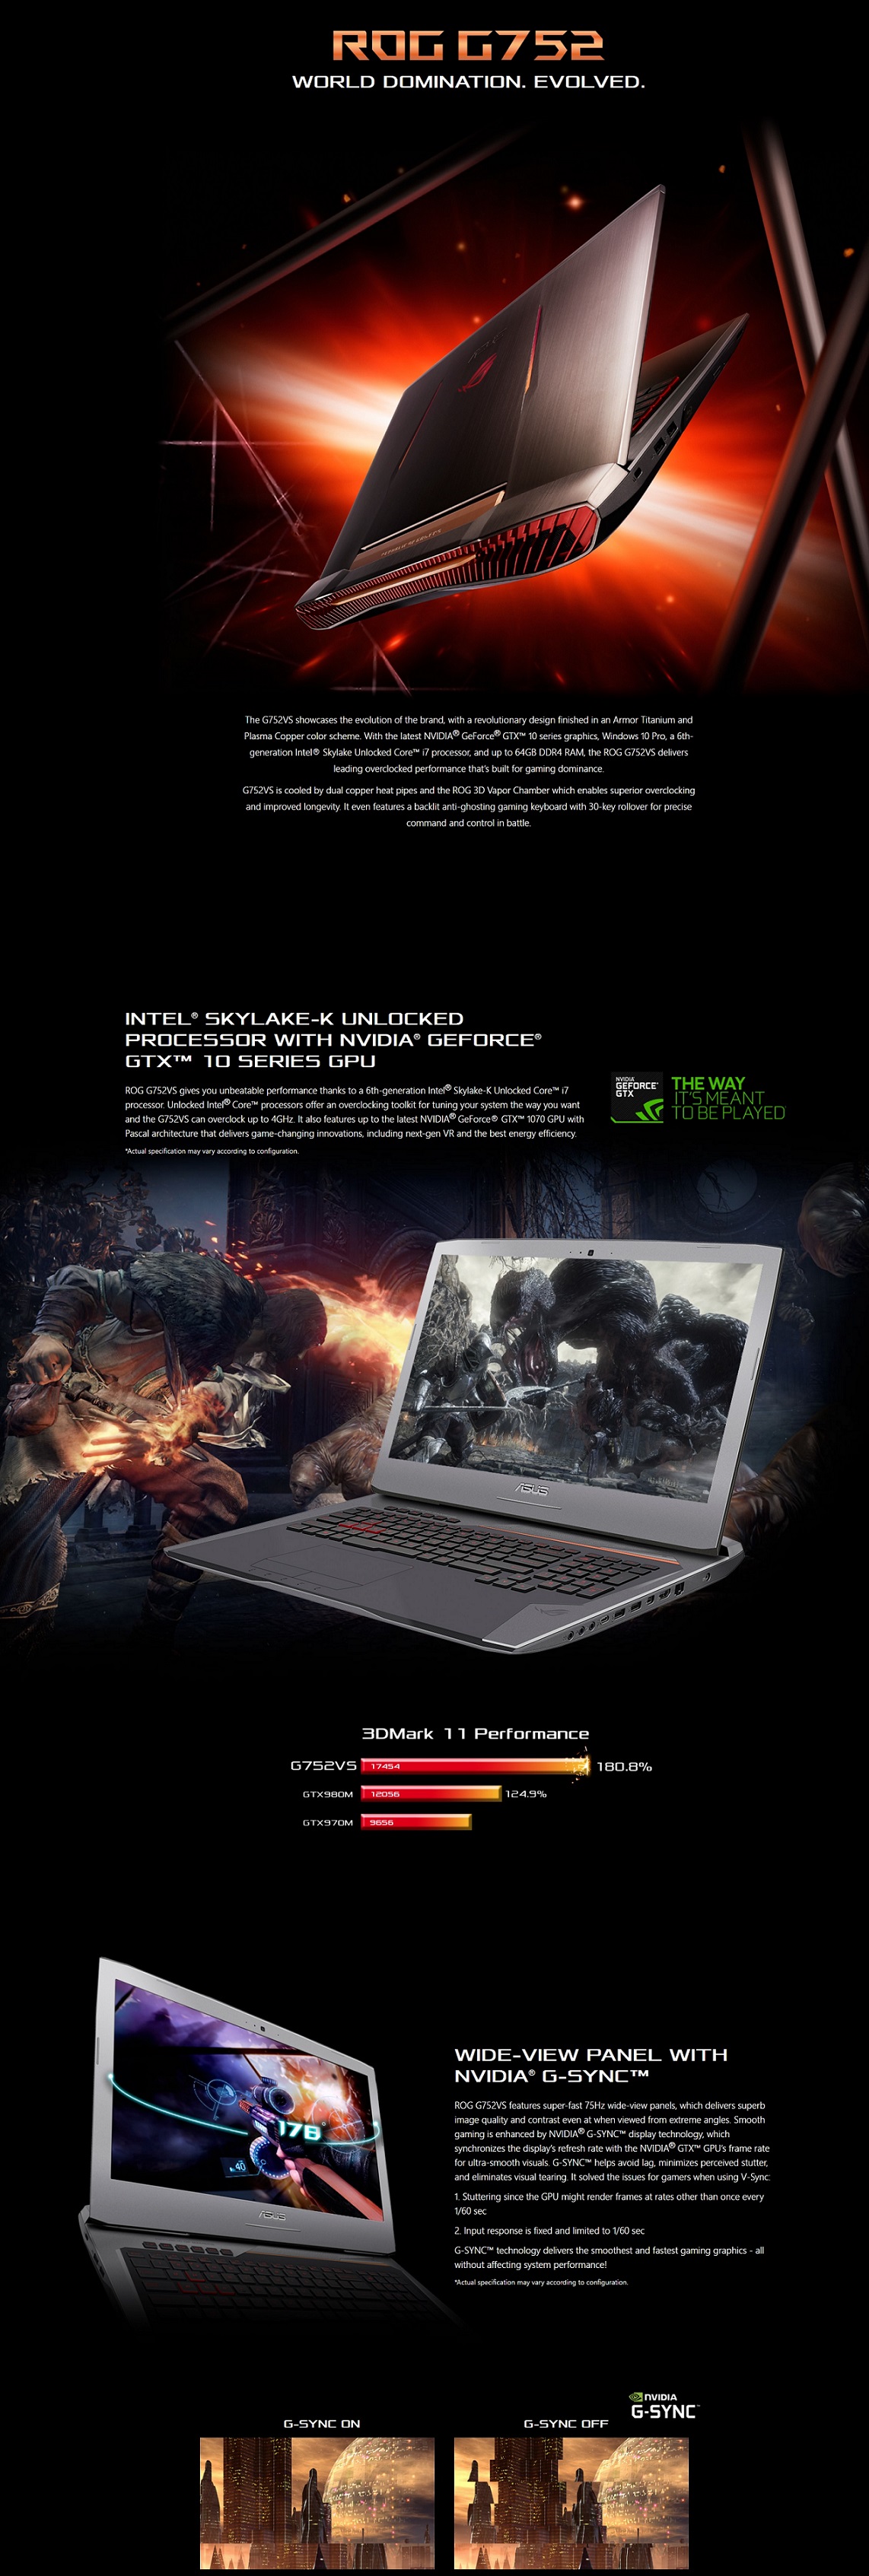 ROG G752
WORLD DOMINATION. EVOLVED.
The G752VS showcases the evolution of the brand, with a revolutionary design finished in an Armor Titanium and
Plasma Copper color scheme. With the latest NVIDIA® GeForce® GTX™ 10 series graphics, Windows 10 Pro, a 6th-
generation Intel® Skylake Unlocked Core™ i7 processor, and up to 64GB DDR4 RAM, the ROG G752VS delivers
leading overclocked performance that's built for gaming dominance.
G752VS is cooled by dual copper heat pipes and the ROG 3D Vapor Chamber which enables superior overclocking
and improved longevity. It even features a backlit anti-ghosting gaming keyboard with 30-key rollover for precise
command and control in battle.
INTEL® SKYLAKE-K UNLOCKED
PROCESSOR WITH NVIDIA® GEFORCE®
GTX™ 10 SERIES GPU
ROG G752VS gives you unbeatable performance thanks to a 6th-generation Intel® Skylake-K Unlocked Core™ i7
processor. Unlocked Intel® Core™ processors offer an overclocking toolkit for tuning your system the way you want
and the G752VS can overclock up to 4GHz. It also features up to the latest NVIDIA® GeForce® GTX™ 1070 GPU with
Pascal architecture that delivers game-changing innovations, including next-gen VR and the best energy efficiency.
*Actual specification may vary according to configuration.
NVIDIA®
GEFORCE®
GTX
THE WAY
IT'S MEANT
TO BE PLAYED
ASUS
3DMark 11 Performance
G752VS 17454 180.8%
GTX980M 12056 124.9%
GTX970M 9656
178°
40
ASUS
WIDE-VIEW PANEL WITH
NVIDIA® G-SYNC™
ROG G752VS features super-fast 75Hz wide-view panels, which delivers superb
image quality and contrast even at when viewed from extreme angles. Smooth
gaming is enhanced by NVIDIA® G-SYNC™ display technology, which
synchronizes the display's refresh rate with the NVIDIA® GTX™ GPU's frame rate
for ultra-smooth visuals. G-SYNC™ helps avoid lag, minimizes perceived stutter,
and eliminates visual tearing. It solved the issues for gamers when using V-Sync:
1. Stuttering since the GPU might render frames at rates other than once every
1/60 sec
2. Input response is fixed and limited to 1/60 sec
G-SYNC™ technology delivers the smoothest and fastest gaming graphics - all
without affecting system performance!
*Actual specification may vary according to configuration.
NVIDIA
G-SYNC™
G-SYNC ON
G-SYNC OFF